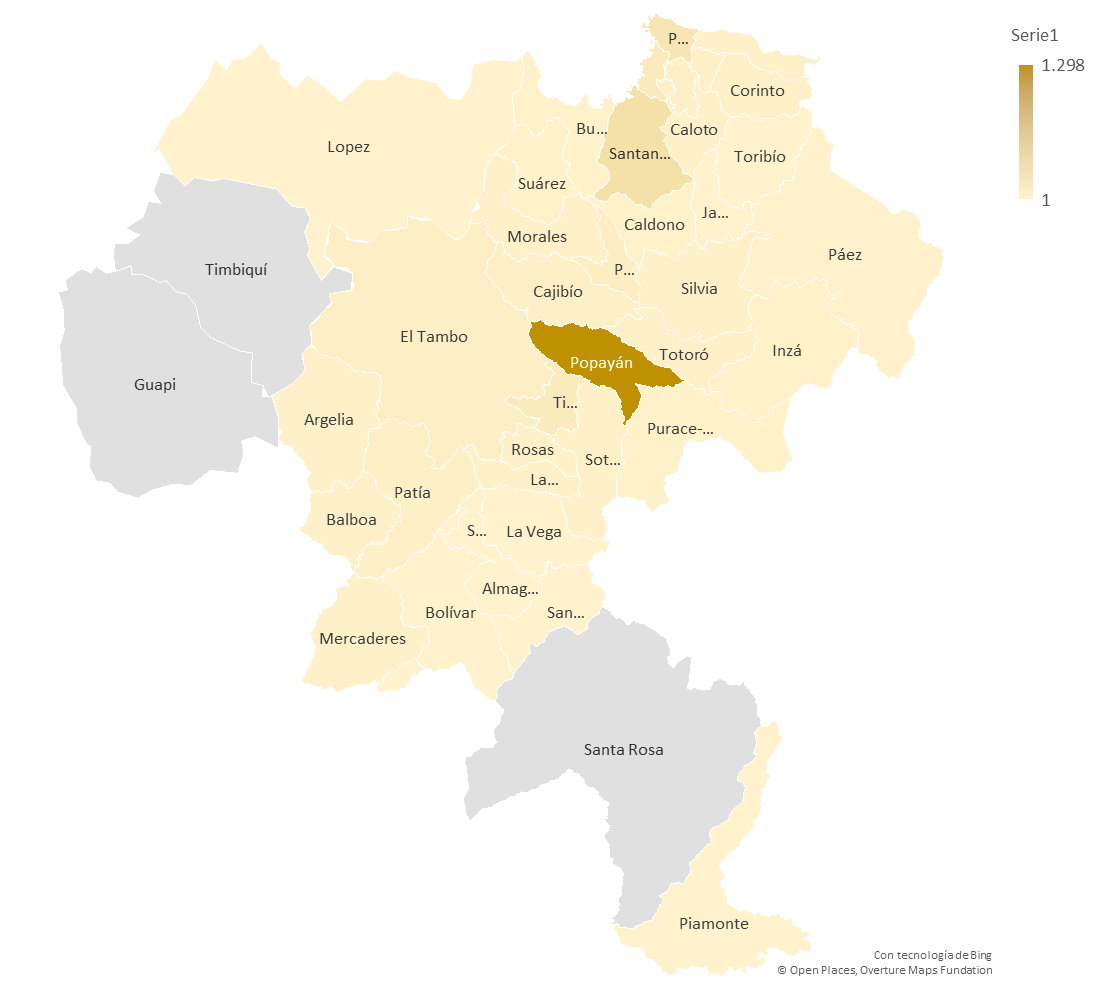 Serie1
1.298
1
P...
Corinto
Bu...
Caloto
Lopez
Santan...
Toribío
Suárez
Ja...
Caldono
Morales
Páez
Timbiquí
P...
Silvia
Cajibío
El Tambo
Totoró
Inzá
Popayán
Guapi
Ti...
Argelia
Purace-...
Rosas
Sot...
La...
Patía
Balboa
S...
La Vega
Almag...
Bolívar
San...
Mercaderes
Santa Rosa
Piamonte
Con tecnología de Bing
© Open Places, Overture Maps Fundation